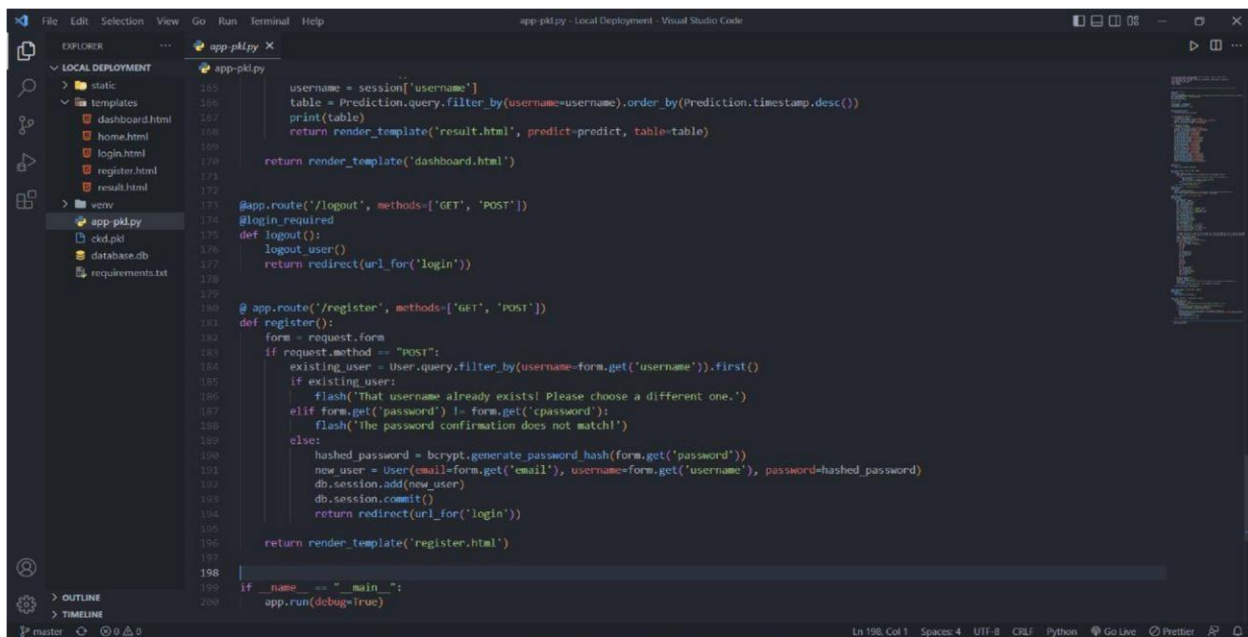 File Edit Selection View Go Run Terminal Help
app-pkl.py - Local Deployment - Visual Studio Code
EXPLORER
LOCAL DEPLOYMENT
static
templates
dashboard.html
home.html
login.html
register.html
result.html
venv
app-pkl.py
ckd.pkl
database.db
requirements.txt
OUTLINE
TIMELINE
app-pkl.py
app-pkl.py
165 username = session['username']
166 table = Prediction.query.filter_by(username=username).order_by(Prediction.timestamp.desc())
167 print(table)
168 return render_template('result.html', predict=predict, table=table)
169
170 return render_template('dashboard.html')
171
172
173 @app.route('/logout', methods=['GET', 'POST'])
174 @login_required
175 def logout():
176 logout_user()
177 return redirect(url_for('login'))
178
179
180 @ app.route('/register', methods=['GET', 'POST'])
181 def register():
182 form = request.form
183 if request.method == "POST":
184 existing_user = User.query.filter_by(username=form.get('username')).first()
185 if existing_user:
186 flash('That username already exists! Please choose a different one.')
187 elif form.get('password') != form.get('cpassword'):
188 flash('The password confirmation does not match!')
189 else:
190 hashed_password = bcrypt.generate_password_hash(form.get('password'))
191 new_user = User(email=form.get('email'), username=form.get('username'), password=hashed_password)
192 db.session.add(new_user)
193 db.session.commit()
194 return redirect(url_for('login'))
195
196 return render_template('register.html')
197
198
199 if __name__ == "__main__":
200 app.run(debug=True)
master 0 0 Ln 198, Col 1 Spaces: 4 UTF-8 CRLF Python Go Live Prettier